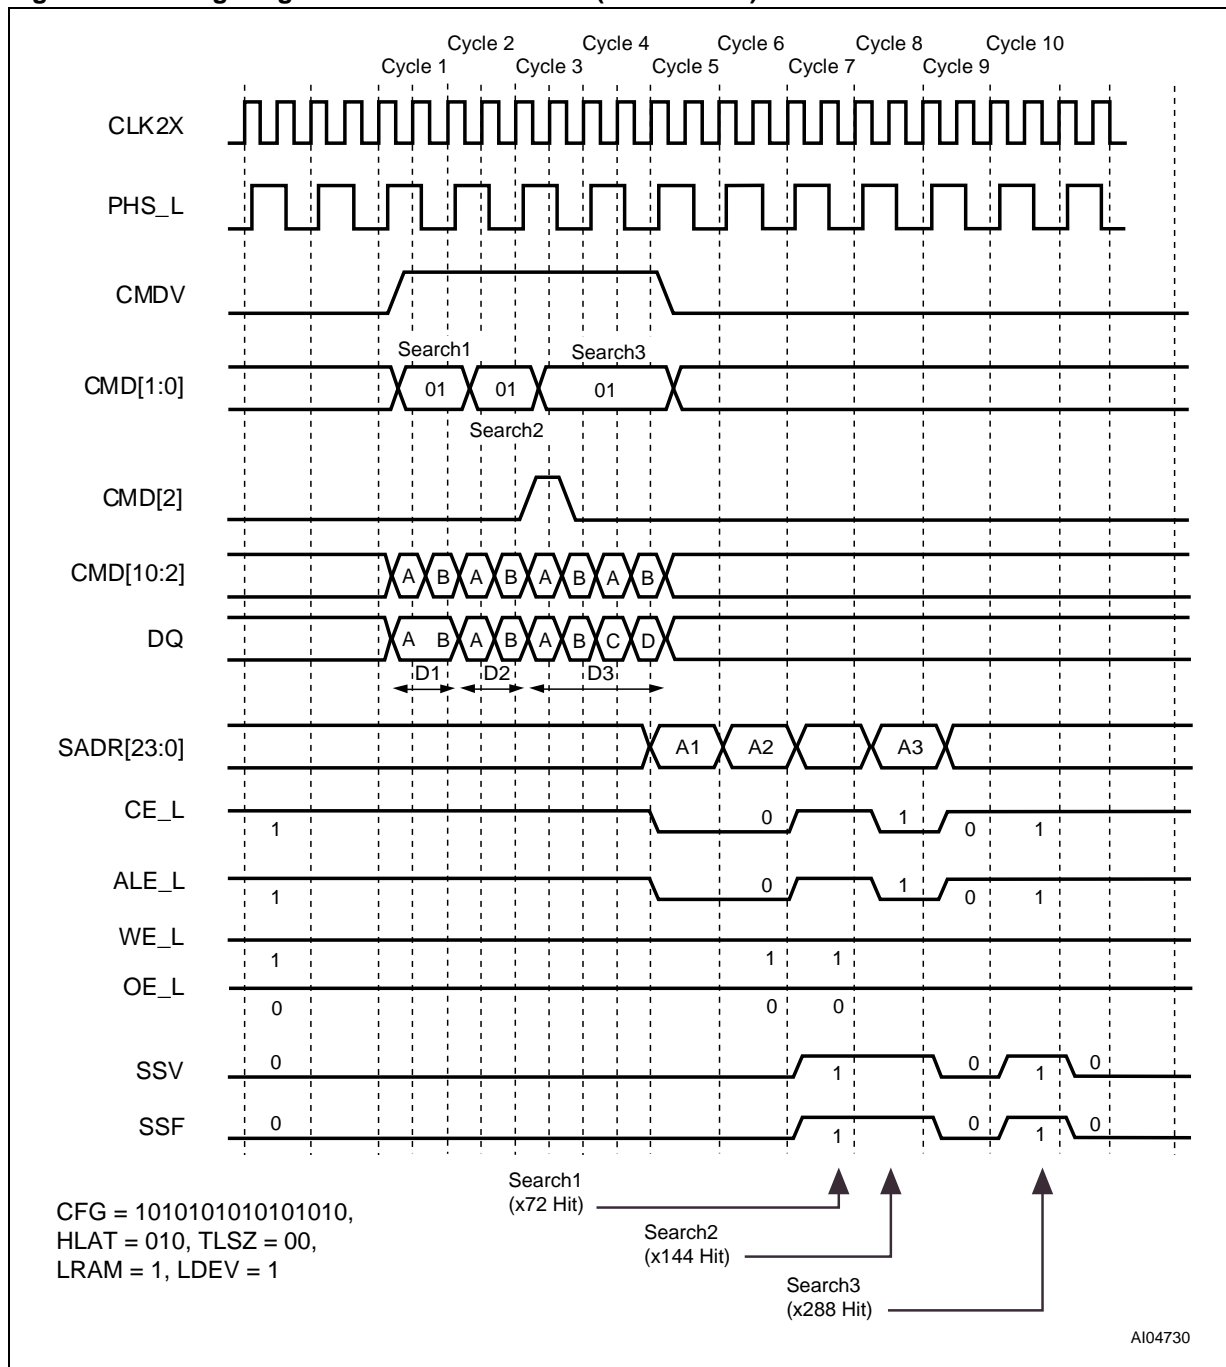 Cycle 2 Cycle 4 Cycle 6 Cycle 8 Cycle 10
Cycle 1 Cycle 3 Cycle 5 Cycle 7 Cycle 9
CLK2X
PHS_L
CMDV
Search1 Search3
CMD[1:0] 01 01 01
Search2
CMD[2]
CMD[10:2] A B A B A B A B
DQ A B A B A B C D
D1 D2 D3
SADR[23:0] A1 A2 A3
CE_L
1 0 1 0 1
ALE_L
1 0 1 0 1
WE_L
1 1 1
OE_L
0 0 0
SSV 0 1 0 1 0
SSF 0 1 0 1 0
Search1
(x72 Hit)
Search2
(x144 Hit)
Search3
(x288 Hit)
CFG = 1010101010101010,
HLAT = 010, TLSZ = 00,
LRAM = 1, LDEV = 1
AI04730